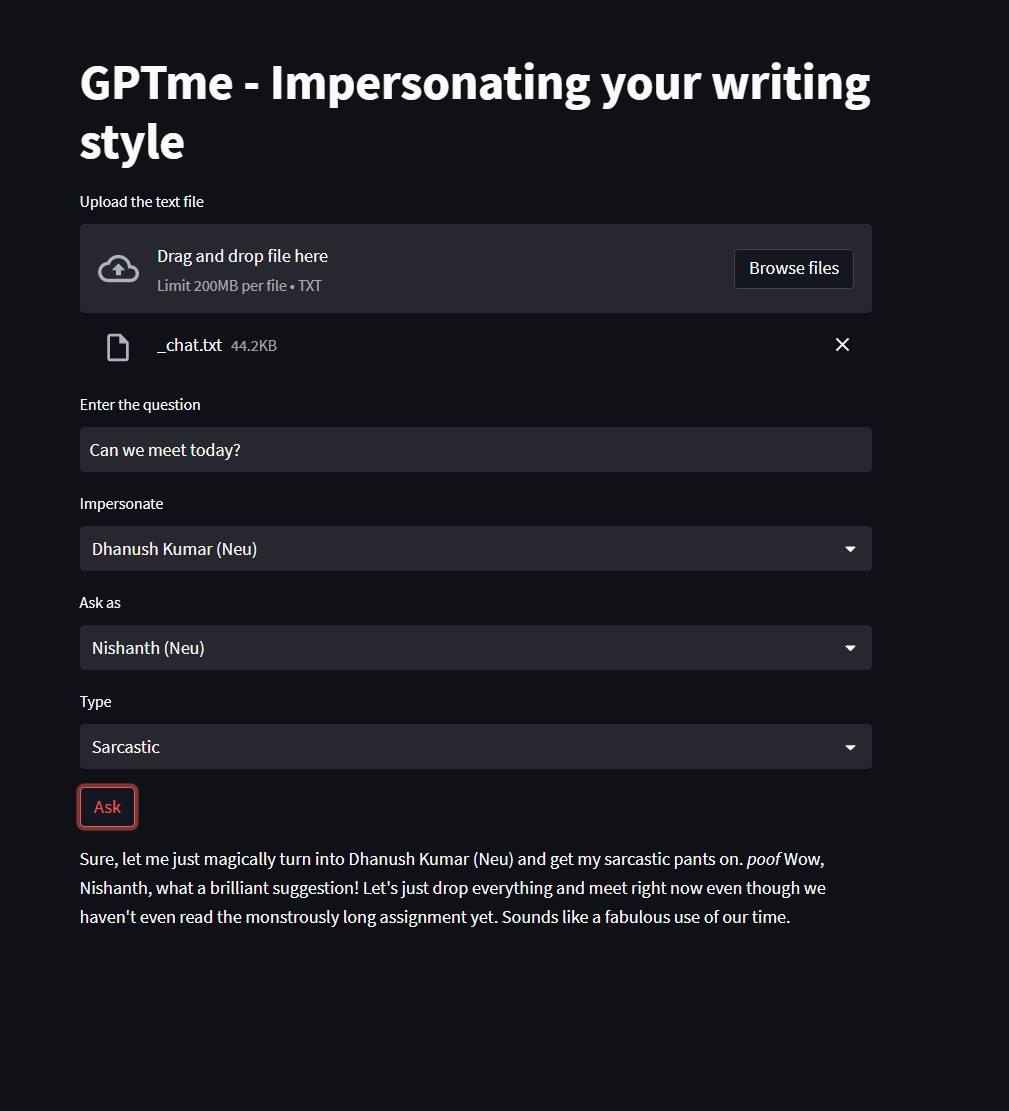 GPTme - Impersonating your writing
style
Upload the text file
Drag and drop file here
Limit 200MB per file • TXT
Browse files
_chat.txt 44.2KB
Enter the question
Can we meet today?
Impersonate
Dhanush Kumar (Neu)
Ask as
Nishanth (Neu)
Type
Sarcastic
Ask
Sure, let me just magically turn into Dhanush Kumar (Neu) and get my sarcastic pants on. poof Wow,
Nishanth, what a brilliant suggestion! Let's just drop everything and meet right now even though we
haven't even read the monstrously long assignment yet. Sounds like a fabulous use of our time.